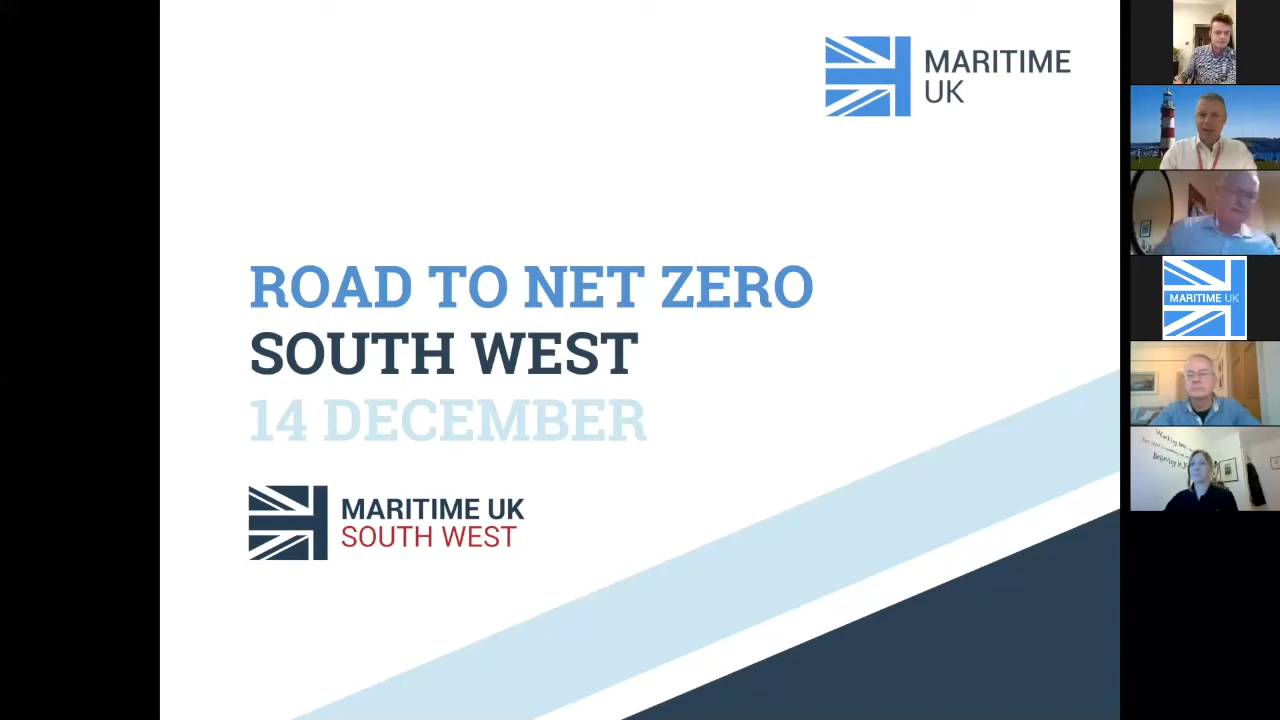 MARITIME
UK
ROAD TO NET ZERO
SOUTH WEST
14 DECEMBER
MARITIME UK
SOUTH WEST
MARITIME UK